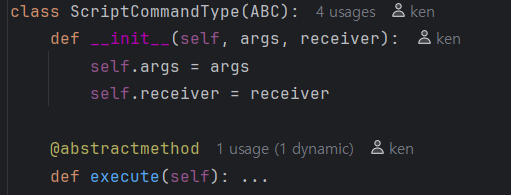 class ScriptCommandType(ABC): 4 usages ken
def __init__(self, args, receiver): ken
self.args = args
self.receiver = receiver
@abstractmethod 1 usage (1 dynamic) ken
def execute(self): ...